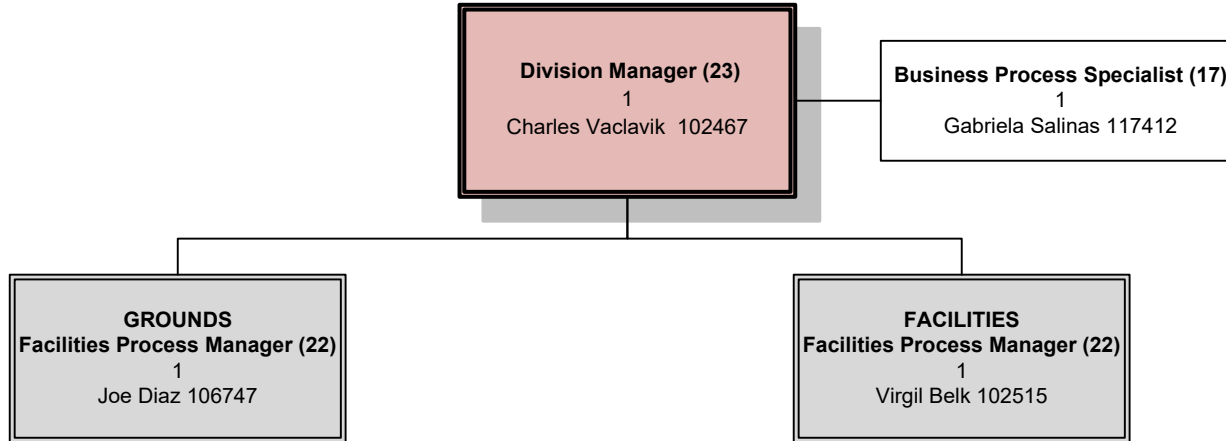 Division Manager (23)
1
Charles Vaclavik 102467
Business Process Specialist (17)
1
Gabriela Salinas 117412
GROUNDS
Facilities Process Manager (22)
1
Joe Diaz 106747
FACILITIES
Facilities Process Manager (22)
1
Virgil Belk 102515